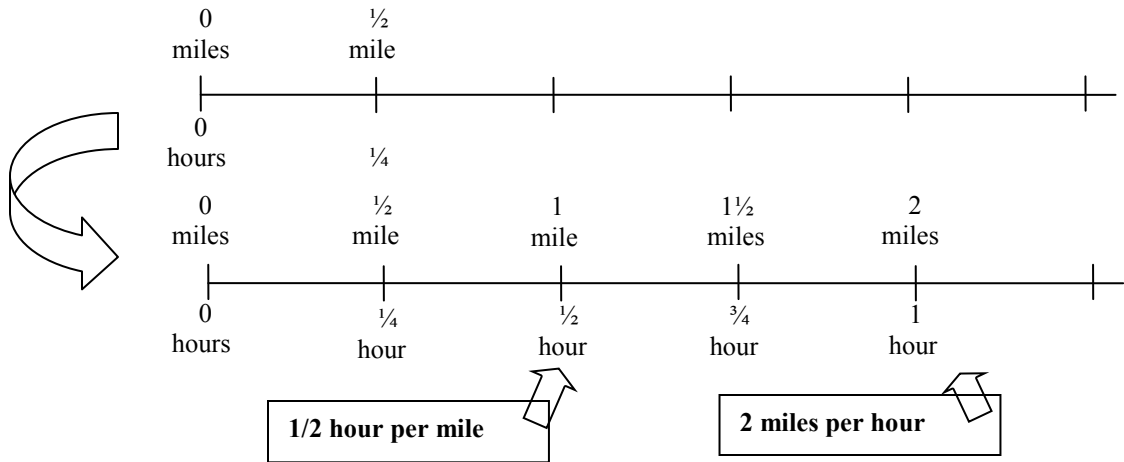 0 ½
miles mile
0
hours ¼
0 ½ 1 1½ 2
miles mile mile miles miles
0 ¼ ½ ¾ 1
hours hour hour hour hour
1/2 hour per mile 2 miles per hour